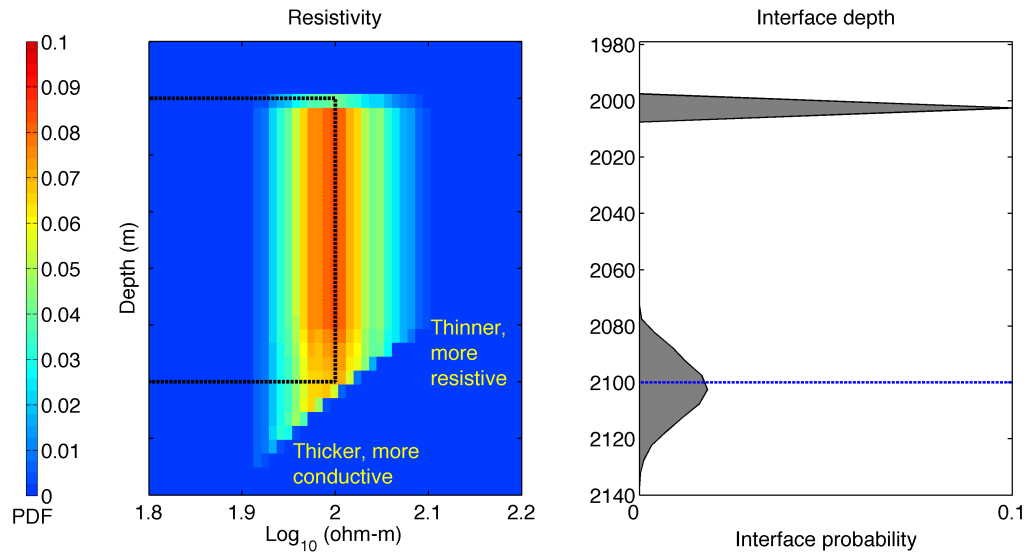 Resistivity
0.1
0.09
0.08
0.07
0.06
0.05
0.04
0.03
0.02
0.01
0
PDF
Depth (m)
Thinner,
more
resistive
Thicker, more
conductive
1.8
1.9
2
2.1
2.2
Log10 (ohm-m)
Interface depth
1980
2000
2020
2040
2060
2080
2100
2120
2140
0
0.1
Interface probability